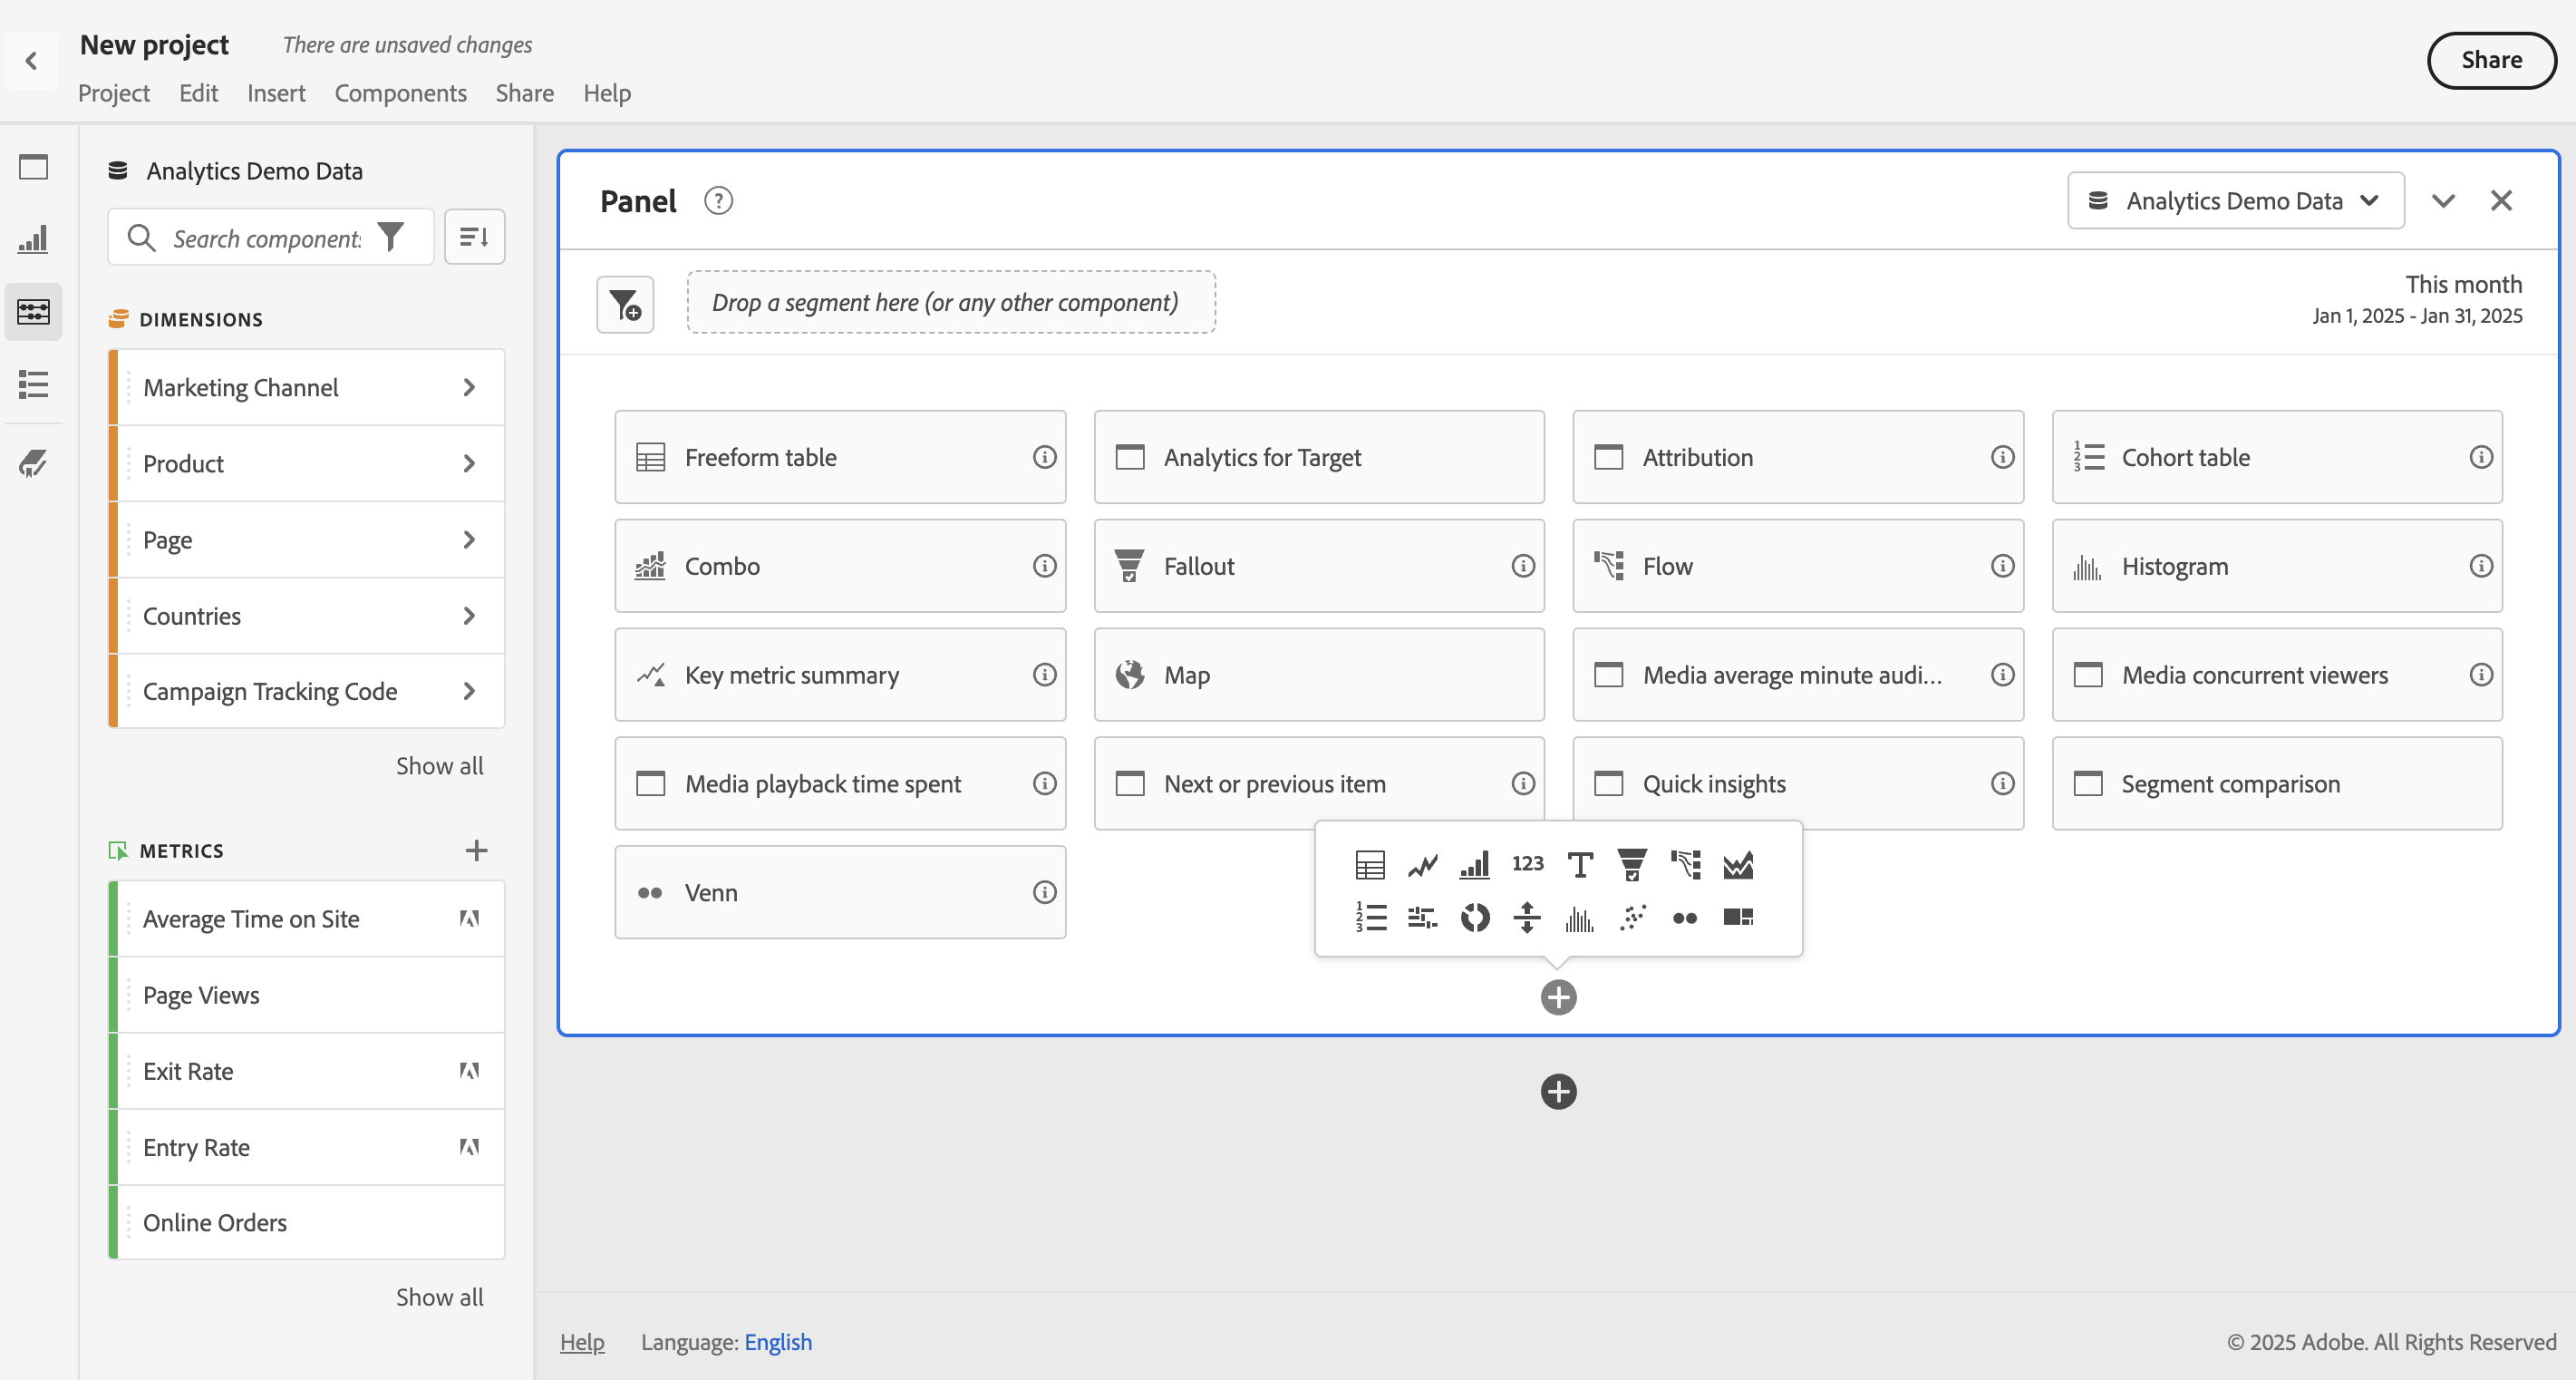 New project
There are unsaved changes
Share
Project Edit Insert Components Share Help
Analytics Demo Data
Search component
DIMENSIONS
Marketing Channel
Product
Page
Countries
Campaign Tracking Code
Show all
METRICS
Average Time on Site
Page Views
Exit Rate
Entry Rate
Online Orders
Show all
Panel
?
Analytics Demo Data
Drop a segment here (or any other component)
This month
Jan 1, 2025 - Jan 31, 2025
Freeform table
Analytics for Target
Attribution
Cohort table
Combo
Fallout
Flow
Histogram
Key metric summary
Map
Media average minute audi...
Media concurrent viewers
Media playback time spent
Next or previous item
Quick insights
Segment comparison
Venn
123
Help
Language: English
© 2025 Adobe. All Rights Reserved